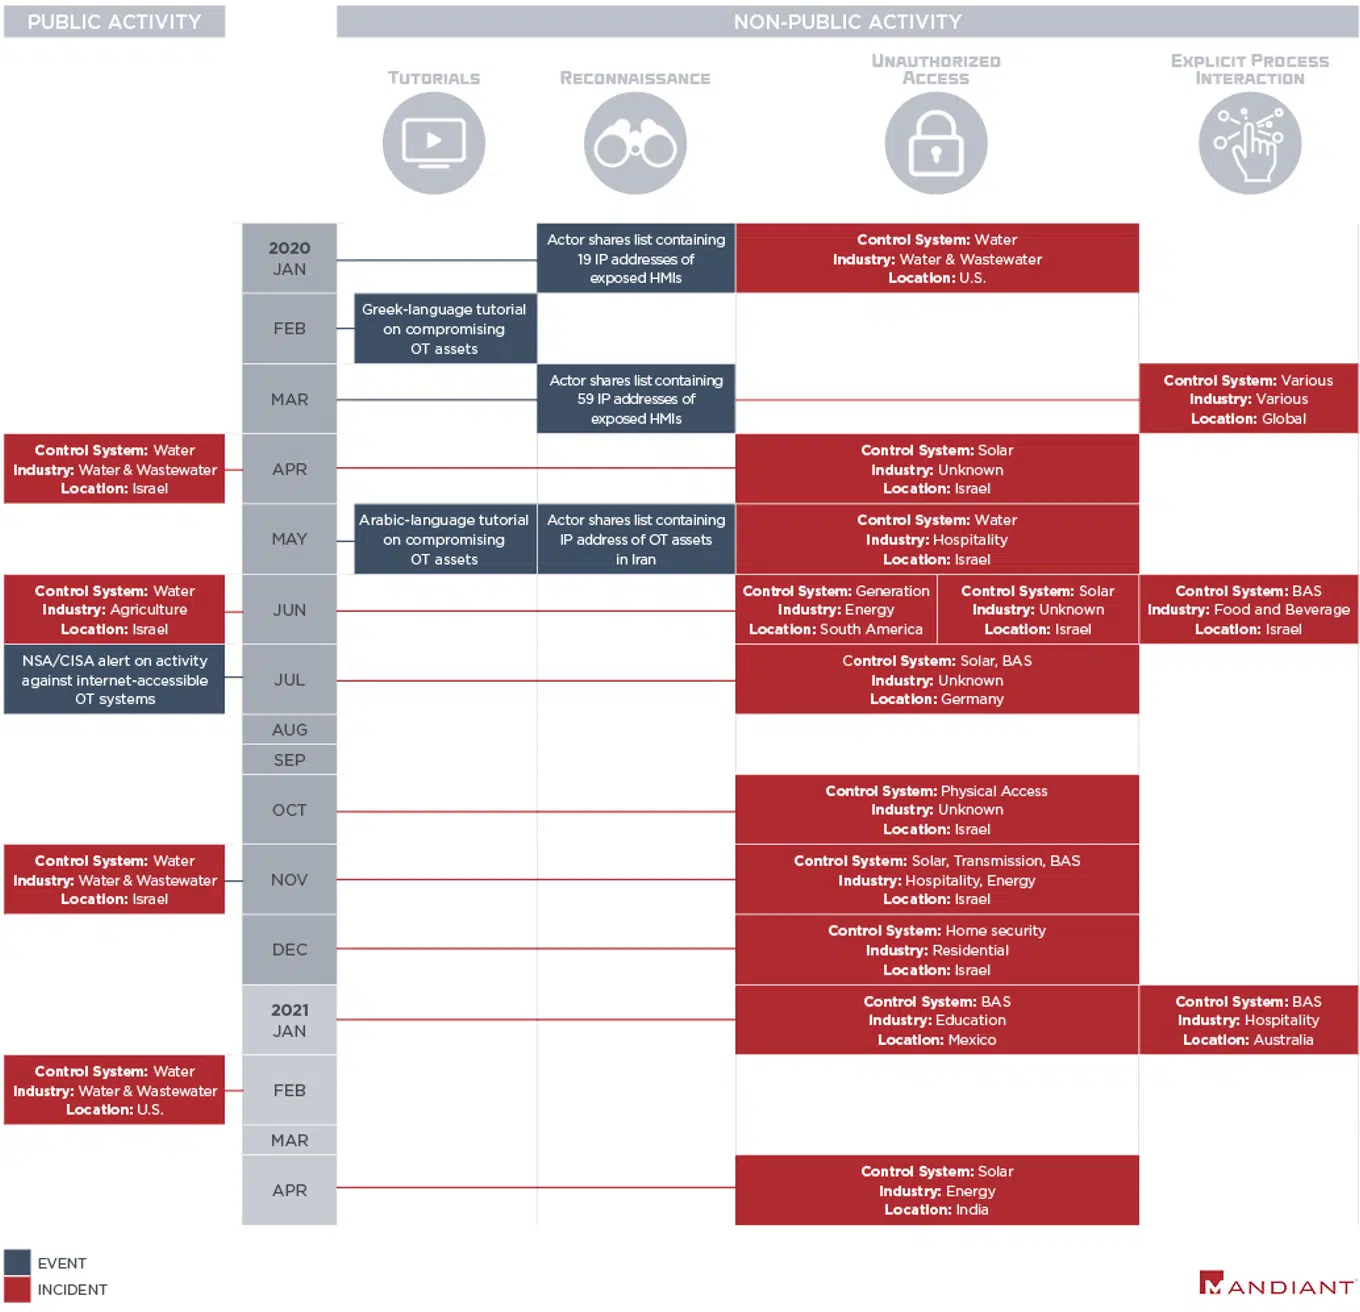 PUBLIC ACTIVITY
NON-PUBLIC ACTIVITY
TUTORIALS
RECONNAISSANCE
UNAUTHORIZED
ACCESS
EXPLICIT PROCESS
INTERACTION
2020
JAN
Actor shares list containing
19 IP addresses of
exposed HMIs
Control System: Water
Industry: Water & Wastewater
Location: U.S.
FEB
Greek-language tutorial
on compromising
OT assets
MAR
Actor shares list containing
59 IP addresses of
exposed HMIs
Control System: Various
Industry: Various
Location: Global
Control System: Water
Industry: Water & Wastewater
Location: Israel
APR
Control System: Solar
Industry: Unknown
Location: Israel
MAY
Arabic-language tutorial
on compromising
OT assets
Actor shares list containing
IP address of OT assets
in Iran
Control System: Water
Industry: Hospitality
Location: Israel
Control System: Water
Industry: Agriculture
Location: Israel
JUN
Control System: Generation
Industry: Energy
Location: South America
Control System: Solar
Industry: Unknown
Location: Israel
Control System: BAS
Industry: Food and Beverage
Location: Israel
NSA/CISA alert on activity
against internet-accessible
OT systems
JUL
Control System: Solar, BAS
Industry: Unknown
Location: Germany
AUG
SEP
OCT
Control System: Physical Access
Industry: Unknown
Location: Israel
Control System: Water
Industry: Water & Wastewater
Location: Israel
NOV
Control System: Solar, Transmission, BAS
Industry: Hospitality, Energy
Location: Israel
DEC
Control System: Home security
Industry: Residential
Location: Israel
2021
JAN
Control System: BAS
Industry: Education
Location: Mexico
Control System: BAS
Industry: Hospitality
Location: Australia
Control System: Water
Industry: Water & Wastewater
Location: U.S.
FEB
MAR
APR
Control System: Solar
Industry: Energy
Location: India
EVENT
INCIDENT
MANDIANT